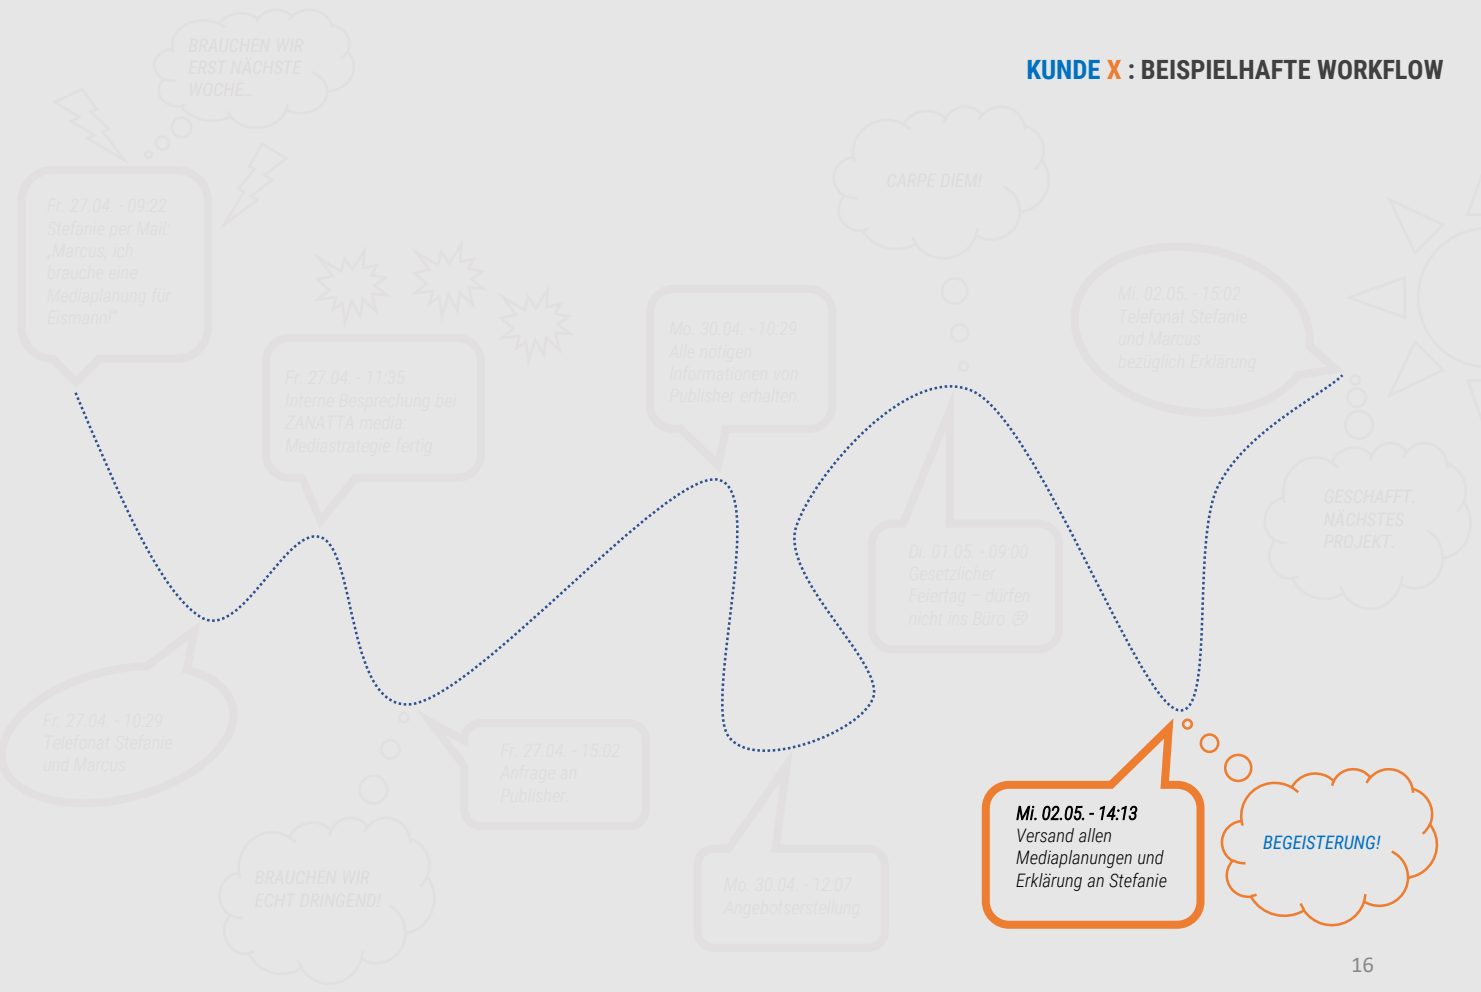 KUNDE X : BEISPIELHAFTE WORKFLOW
BRAUCHEN WIR
ERST NÄCHSTE
WOCHE…
Fr. 27.04. - 09:22
Stefanie per Mail:
„Marcus, ich
brauche eine
Mediaplanung für
Eismann!“
Fr. 27.04. - 10:29
Telefonat Stefanie
und Marcus
Fr. 27.04. - 11:35
Interne Besprechung bei
ZANATTA media:
Mediastrategie fertig
BRAUCHEN WIR
ECHT DRINGEND!
Fr. 27.04. - 15:02
Anfrage an
Publisher.
Mo. 30.04. - 10:29
Alle nötigen
Informationen von
Publisher erhalten.
Mo. 30.04. - 12:07
Angebotserstellung
CARPE DIEM!
Di. 01.05. - 09:00
Gesetzlicher
Feiertag – durften
nicht ins Büro ☹
Mi. 02.05. - 14:13
Versand allen
Mediaplanungen und
Erklärung an Stefanie
BEGEISTERUNG!
Mi. 02.05. - 15:02
Telefonat Stefanie
und Marcus
bezüglich Erklärung
GESCHAFFT.
NÄCHSTES
PROJEKT.
16